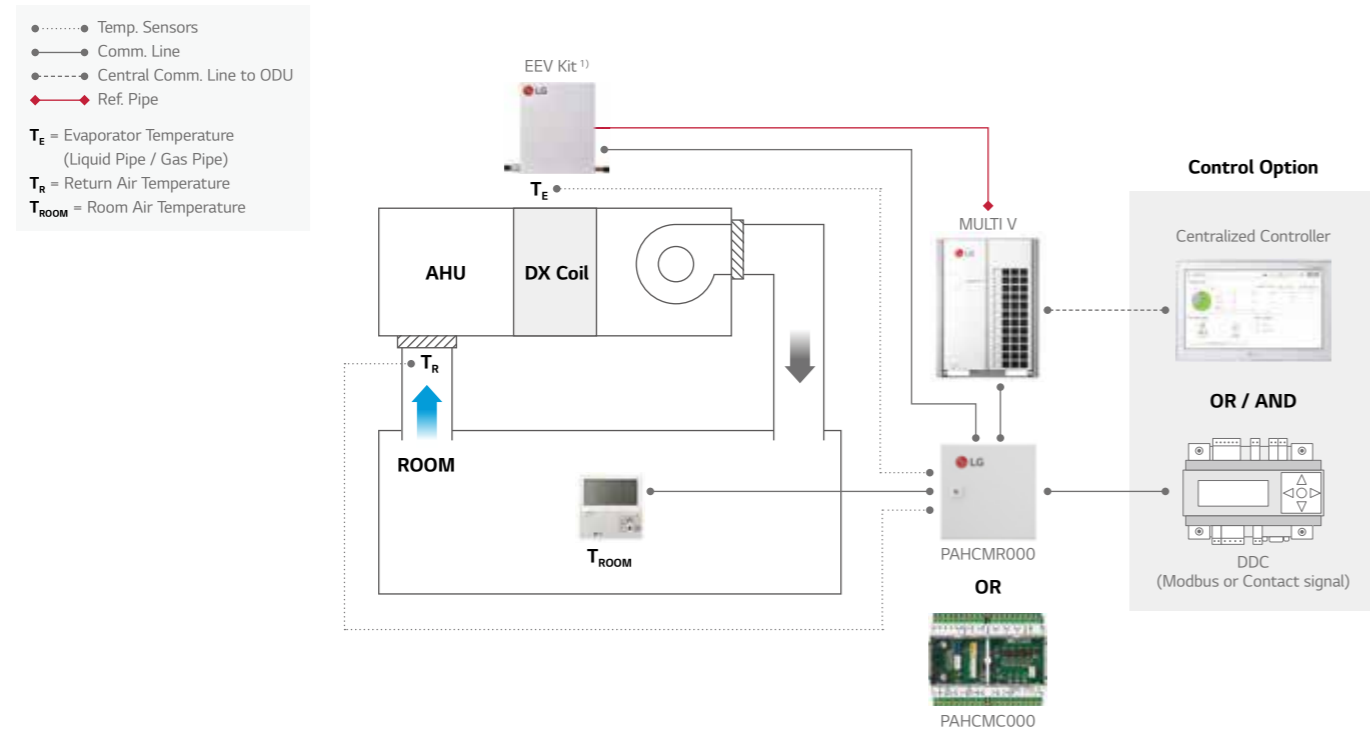 Temp. Sensors
Comm. Line
Central Comm. Line to ODU
Ref. Pipe
TE = Evaporator Temperature
(Liquid Pipe / Gas Pipe)
TR = Return Air Temperature
TROOM = Room Air Temperature
EEV Kit 1)
LG
TE
AHU
DX Coil
TR
ROOM
TROOM
MULTI V
LG
LG
PAHCMR000
OR
PAHCMC000
Control Option
Centralized Controller
OR / AND
DDC
(Modbus or Contact signal)